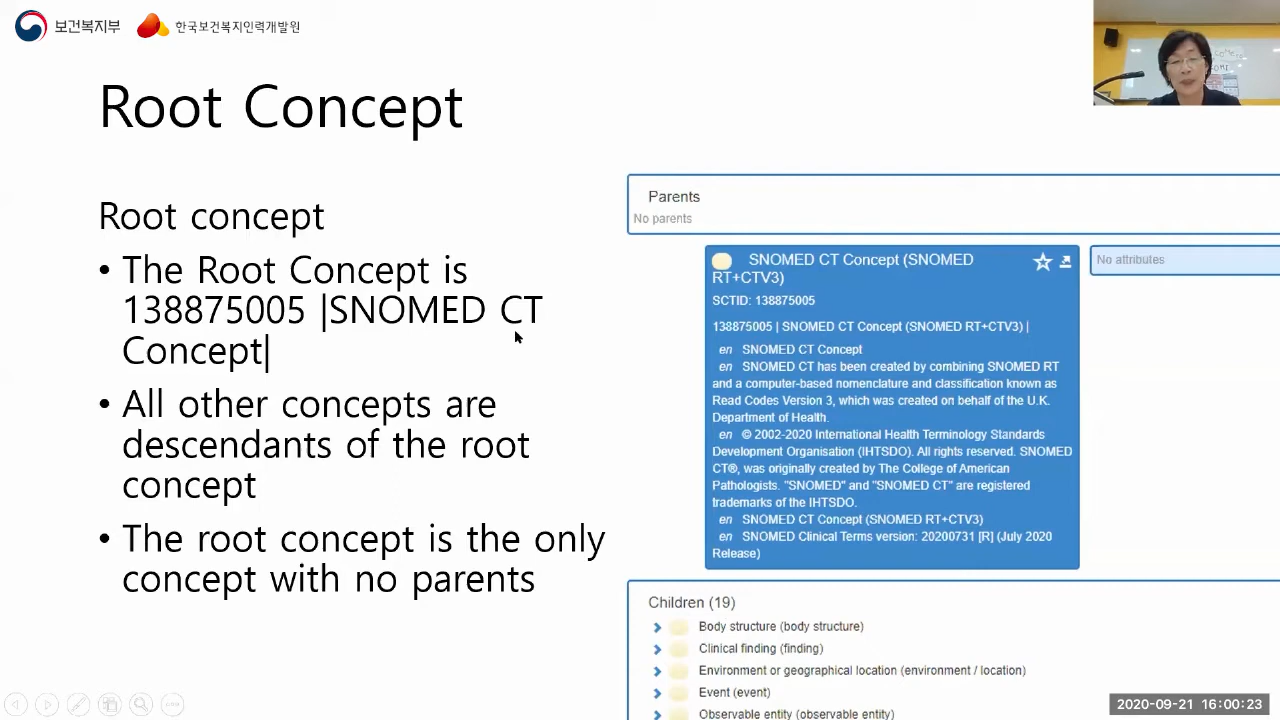 보건복지부 한국보건복지인력개발원
Root Concept
Root concept
• The Root Concept is
138875005 |SNOMED CT
Concept|
• All other concepts are
descendants of the root
concept
• The root concept is the only
concept with no parents
Parents
No parents
SNOMED CT Concept (SNOMED
RT+CTV3)
SCTID: 138875005
138875005 | SNOMED CT Concept (SNOMED RT+CTV3) |
en SNOMED CT Concept
en SNOMED CT has been created by combining SNOMED RT
and a computer-based nomenclature and classification known as
Read Codes Version 3, which was created on behalf of the U.K.
Department of Health.
en © 2002-2020 International Health Terminology Standards
Development Organisation (IHTSDO). All rights reserved. SNOMED
CT®, was originally created by The College of American
Pathologists. "SNOMED" and "SNOMED CT" are registered
trademarks of the IHTSDO.
en SNOMED CT Concept (SNOMED RT+CTV3)
en SNOMED Clinical Terms version: 20200731 [R] (July 2020
Release)
No attributes
Children (19)
Body structure (body structure)
Clinical finding (finding)
Environment or geographical location (environment / location)
Event (event)
Observable entity (observable entity)
2020-09-21 16:00:23